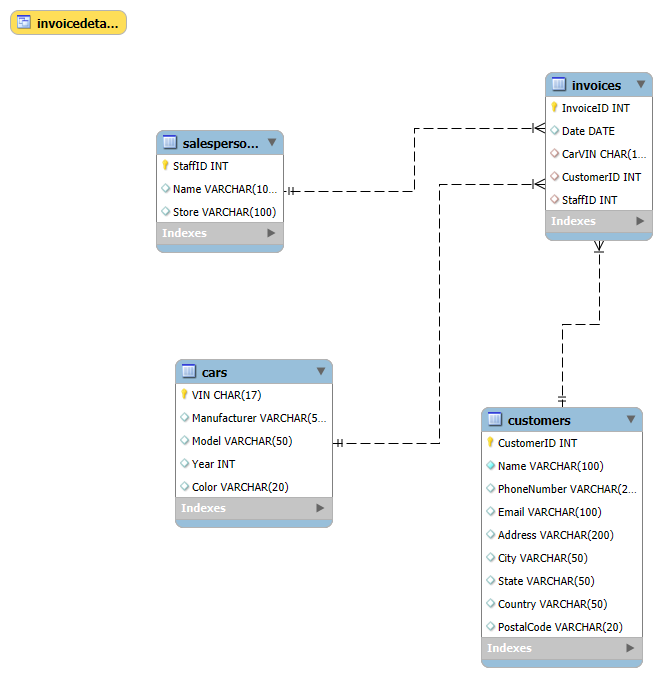 invoicedeta...
invoices
InvoiceID INT
Date DATE
CarVIN CHAR(1...
CustomerID INT
StaffID INT
Indexes
salesperso...
StaffID INT
Name VARCHAR(10...
Store VARCHAR(100)
Indexes
cars
VIN CHAR(17)
Manufacturer VARCHAR(5...
Model VARCHAR(50)
Year INT
Color VARCHAR(20)
Indexes
customers
CustomerID INT
Name VARCHAR(100)
PhoneNumber VARCHAR(2...
Email VARCHAR(100)
Address VARCHAR(200)
City VARCHAR(50)
State VARCHAR(50)
Country VARCHAR(50)
PostalCode VARCHAR(20)
Indexes